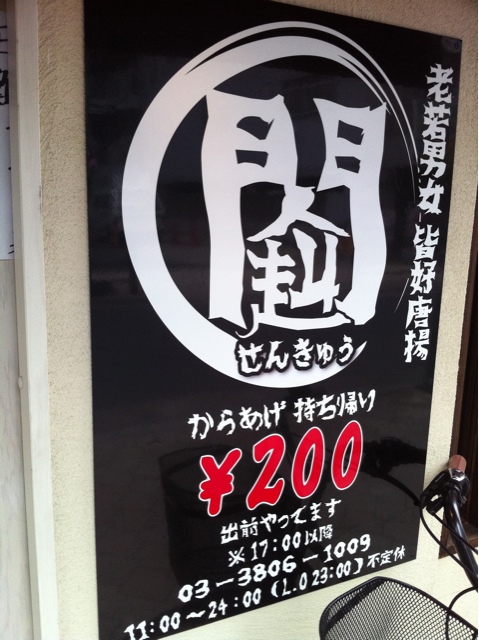 老若男女皆好唐揚
せんきゅう
からあげ 持ち帰り
¥200
出前やってます
※17:00以降
03-3806-1009
11:00〜24:00(L.O 23:00)不定休